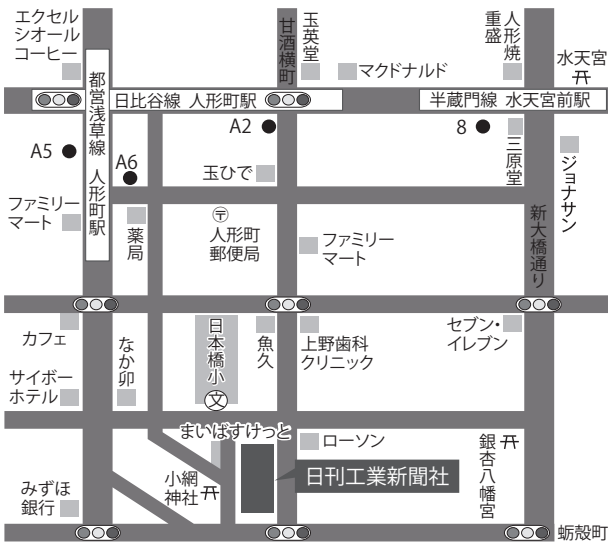 エクセル
シオール
コーヒー
甘酒横町
玉英堂
マクドナルド
人形焼
重盛
水天宮
都営浅草線 人形町駅
日比谷線 人形町駅
半蔵門線 水天宮前駅
A5
A6
A2
8
玉ひで
三原堂
ジョナサン
ファミリー
マート
薬局
〒
人形町
郵便局
ファミリー
マート
新大橋通り
カフェ
なか卯
日本橋小
文
魚久
上野歯科
クリニック
セブン・
イレブン
サイボー
ホテル
まいばすけっと
ローソン
銀杏八幡宮
みずほ
銀行
小網
神社
日刊工業新聞社
蛎殻町